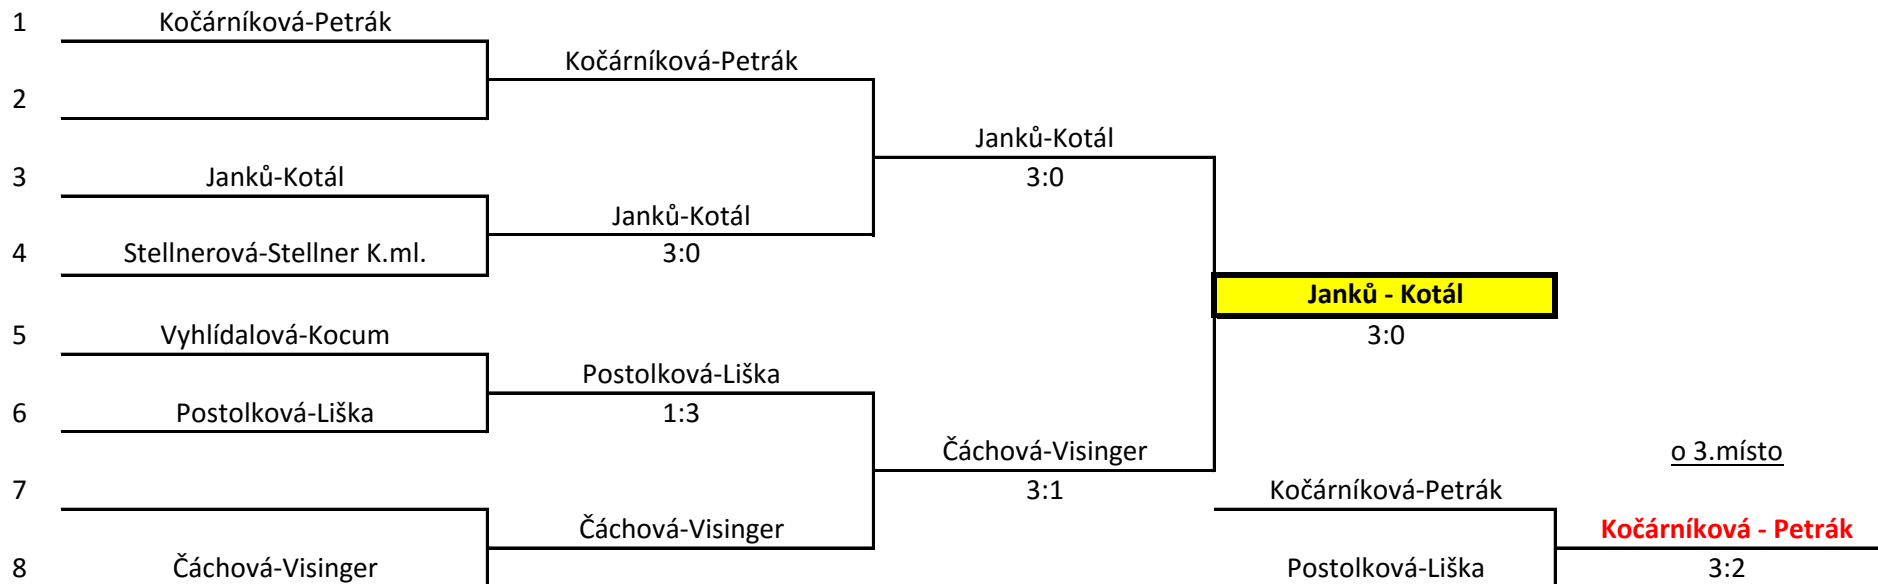 1 Kočárníková-Petrák
Kočárníková-Petrák
2
Janků-Kotál
3 Janků-Kotál 3:0
Janků-Kotál
4 Stellnerová-Stellner K.ml. 3:0
Janků - Kotál
5 Vyhlídalová-Kocum 3:0
Postolková-Liška
6 Postolková-Liška 1:3
Čáchová-Visinger o 3.místo
7 3:1 Kočárníková-Petrák
Čáchová-Visinger Kočárníková - Petrák
8 Čáchová-Visinger Postolková-Liška 3:2